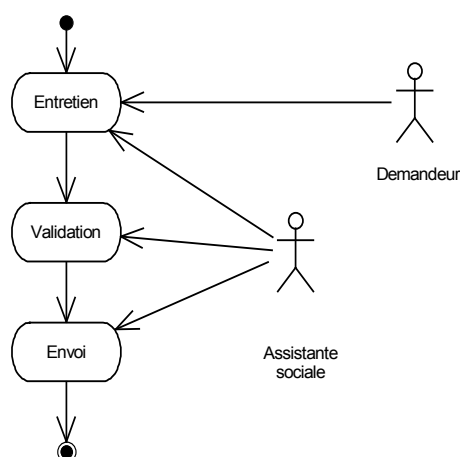 Entretien
Demandeur
Validation
Envoi
Assistante
sociale